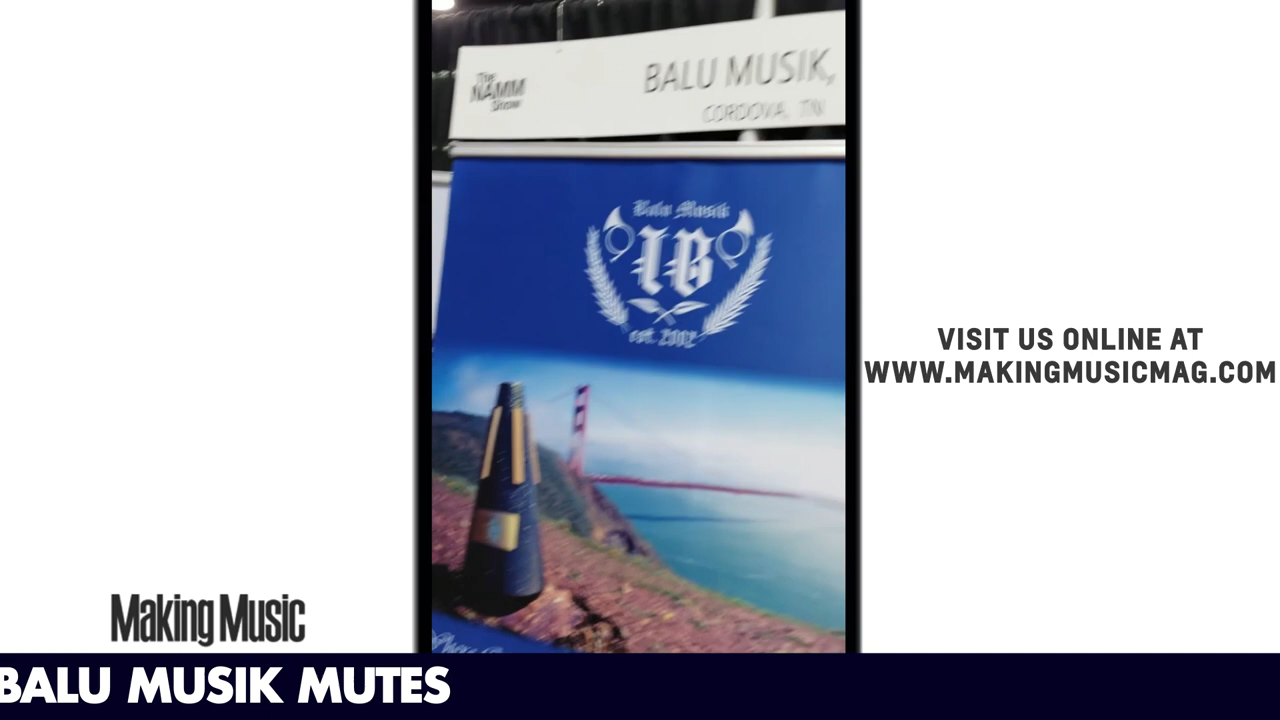 The
NAMM
Show
BALU MUSIK,
CORDOVA, TN
Balu Musik
IB
est. 2002
VISIT US ONLINE AT
WWW.MAKINGMUSICMAG.COM
Making Music
BALU MUSIK MUTES